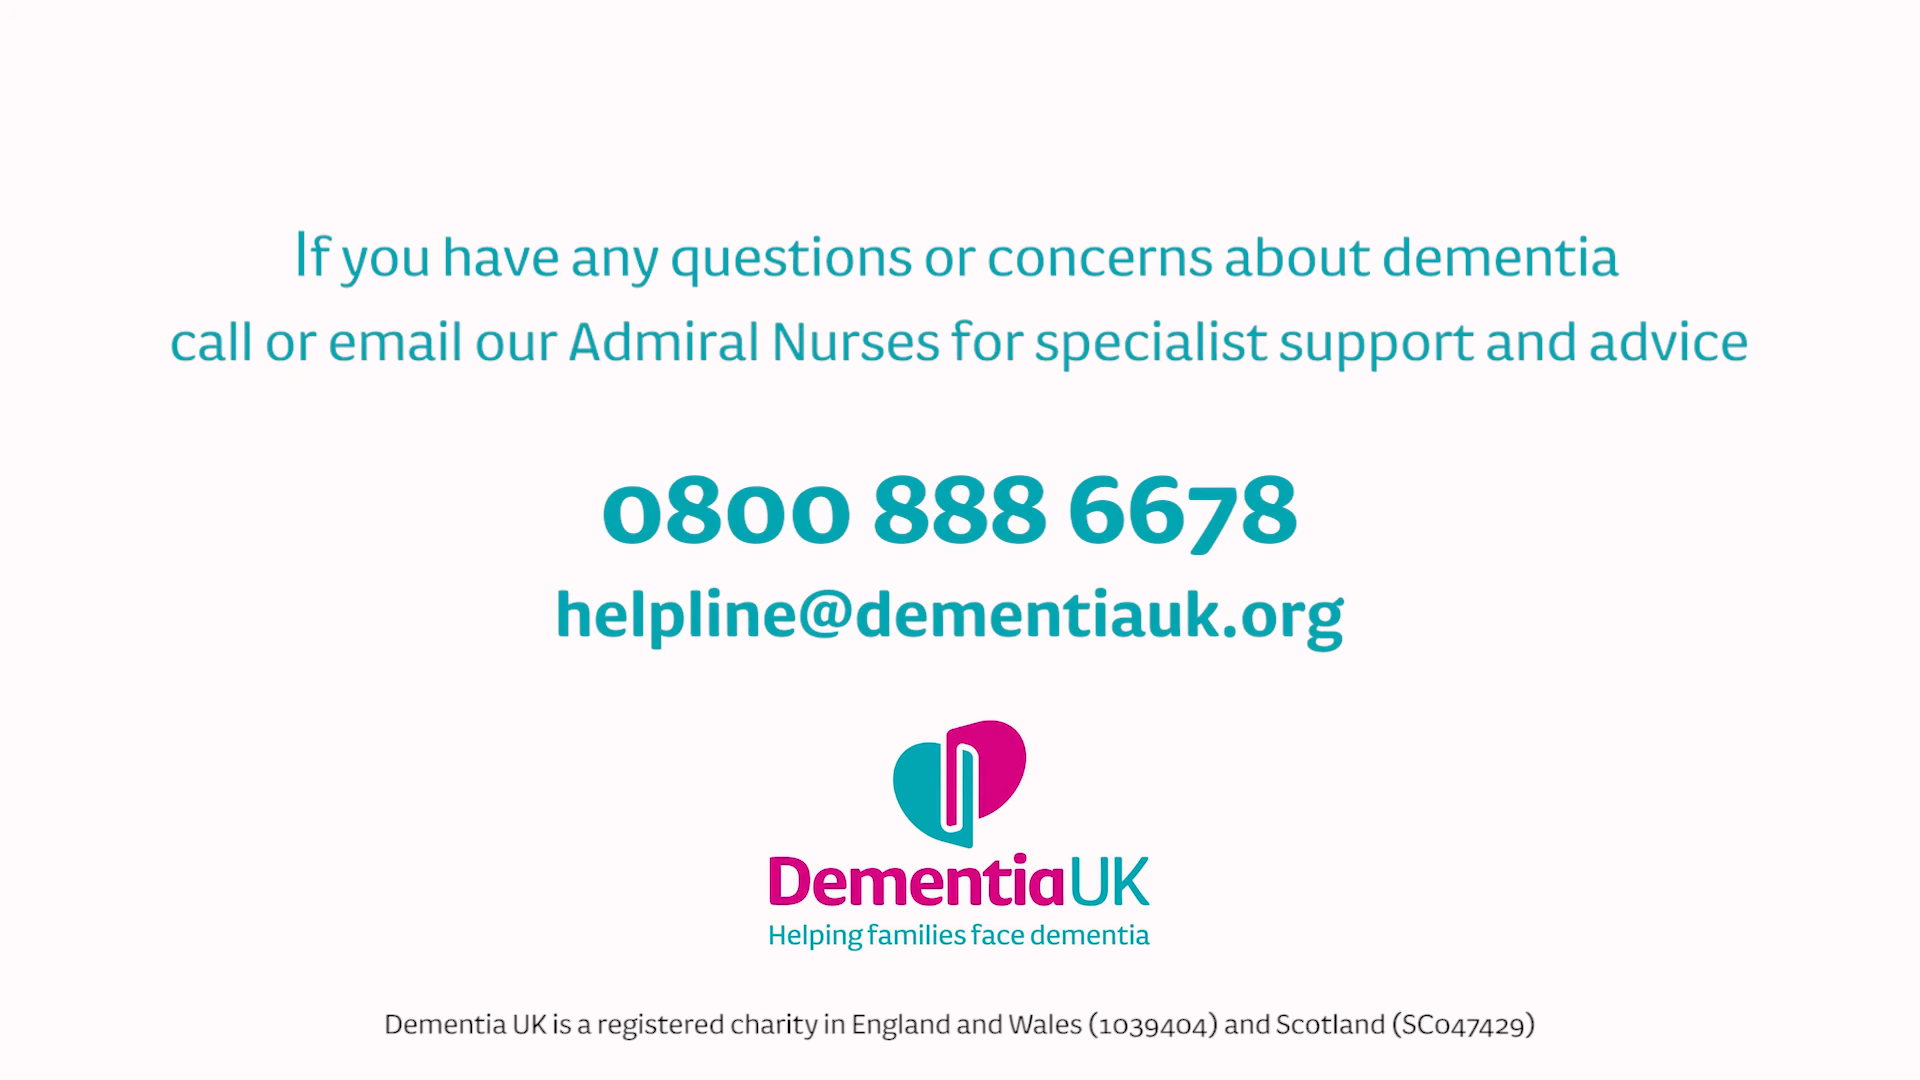 If you have any questions or concerns about dementia
call or email our Admiral Nurses for specialist support and advice
0800 888 6678
helpline@dementiauk.org
DementiaUK
Helping families face dementia
Dementia UK is a registered charity in England and Wales (1039404) and Scotland (SC047429)